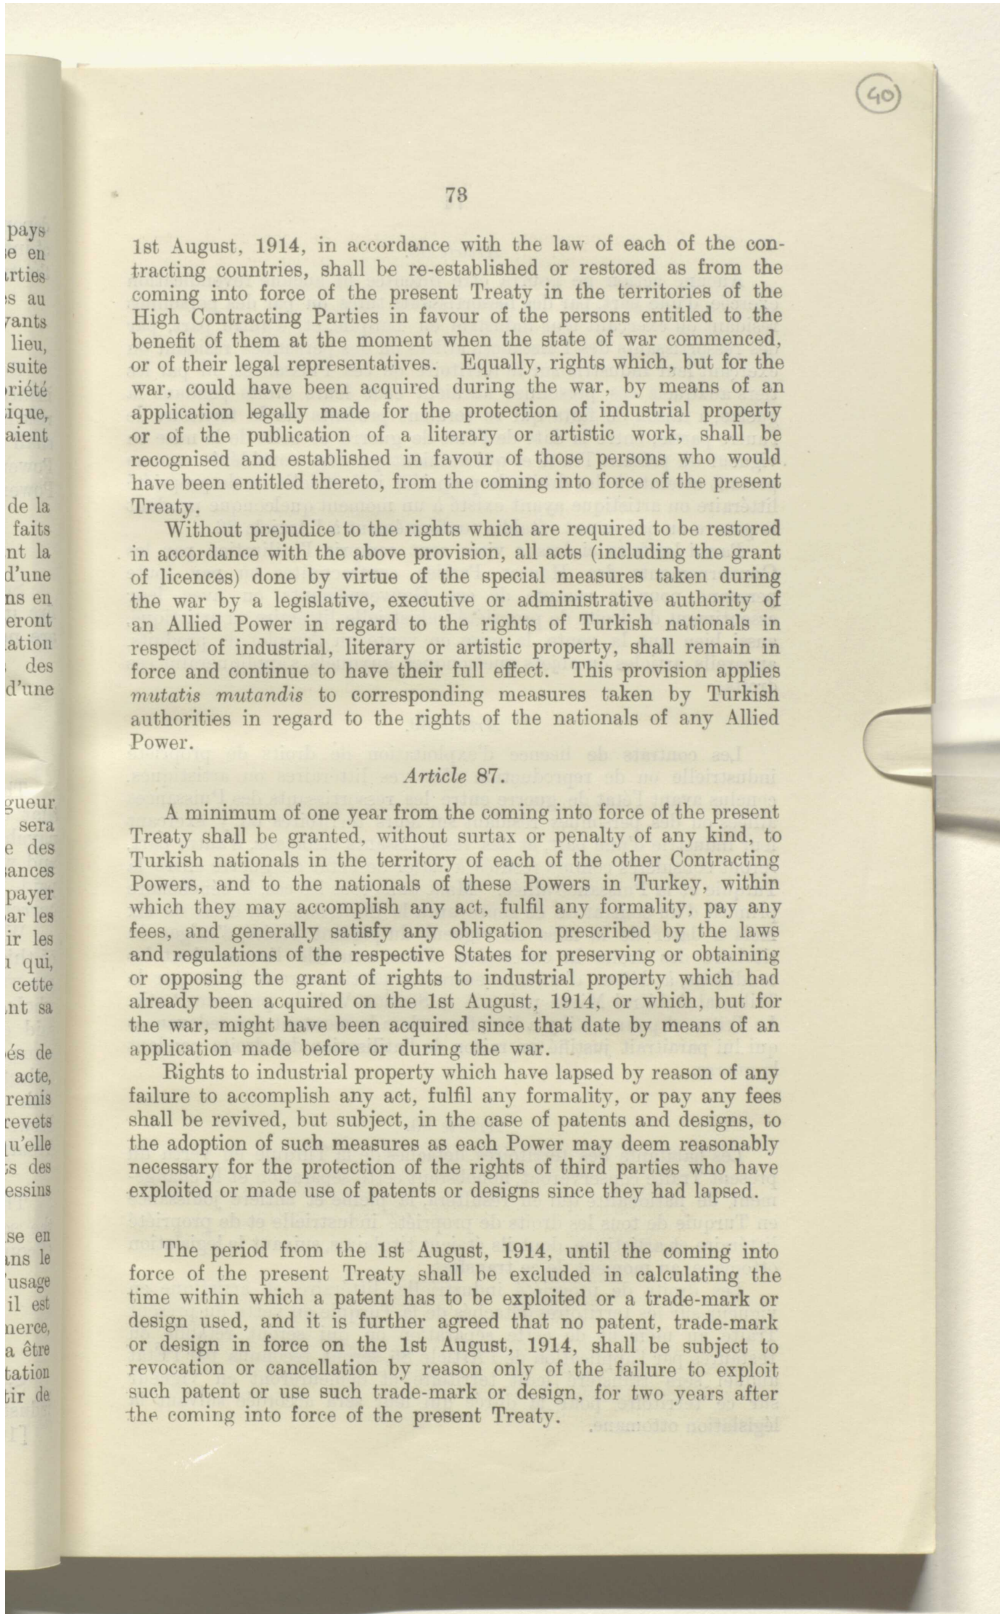 40
73
1st August, 1914, in accordance with the law of each of the con-
tracting countries, shall be re-established or restored as from the
coming into force of the present Treaty in the territories of the
High Contracting Parties in favour of the persons entitled to the
benefit of them at the moment when the state of war commenced,
or of their legal representatives. Equally, rights which, but for the
war, could have been acquired during the war, by means of an
application legally made for the protection of industrial property
or of the publication of a literary or artistic work, shall be
recognised and established in favour of those persons who would
have been entitled thereto, from the coming into force of the present
Treaty.
Without prejudice to the rights which are required to be restored
in accordance with the above provision, all acts (including the grant
of licences) done by virtue of the special measures taken during
the war by a legislative, executive or administrative authority of
an Allied Power in regard to the rights of Turkish nationals in
respect of industrial, literary or artistic property, shall remain in
force and continue to have their full effect. This provision applies
mutatis mutandis to corresponding measures taken by Turkish
authorities in regard to the rights of the nationals of any Allied
Power.
Article 87.
A minimum of one year from the coming into force of the present
Treaty shall be granted, without surtax or penalty of any kind, to
Turkish nationals in the territory of each of the other Contracting
Powers, and to the nationals of these Powers in Turkey, within
which they may accomplish any act, fulfil any formality, pay any
fees, and generally satisfy any obligation prescribed by the laws
and regulations of the respective States for preserving or obtaining
or opposing the grant of rights to industrial property which had
already been acquired on the 1st August, 1914, or which, but for
the war, might have been acquired since that date by means of an
application made before or during the war.
Rights to industrial property which have lapsed by reason of any
failure to accomplish any act, fulfil any formality, or pay any fees
shall be revived, but subject, in the case of patents and designs, to
the adoption of such measures as each Power may deem reasonably
necessary for the protection of the rights of third parties who have
exploited or made use of patents or designs since they had lapsed.
The period from the 1st August, 1914, until the coming into
force of the present Treaty shall be excluded in calculating the
time within which a patent has to be exploited or a trade-mark or
design used, and it is further agreed that no patent, trade-mark
or design in force on the 1st August, 1914, shall be subject to
revocation or cancellation by reason only of the failure to exploit
such patent or use such trade-mark or design, for two years after
the coming into force of the present Treaty.